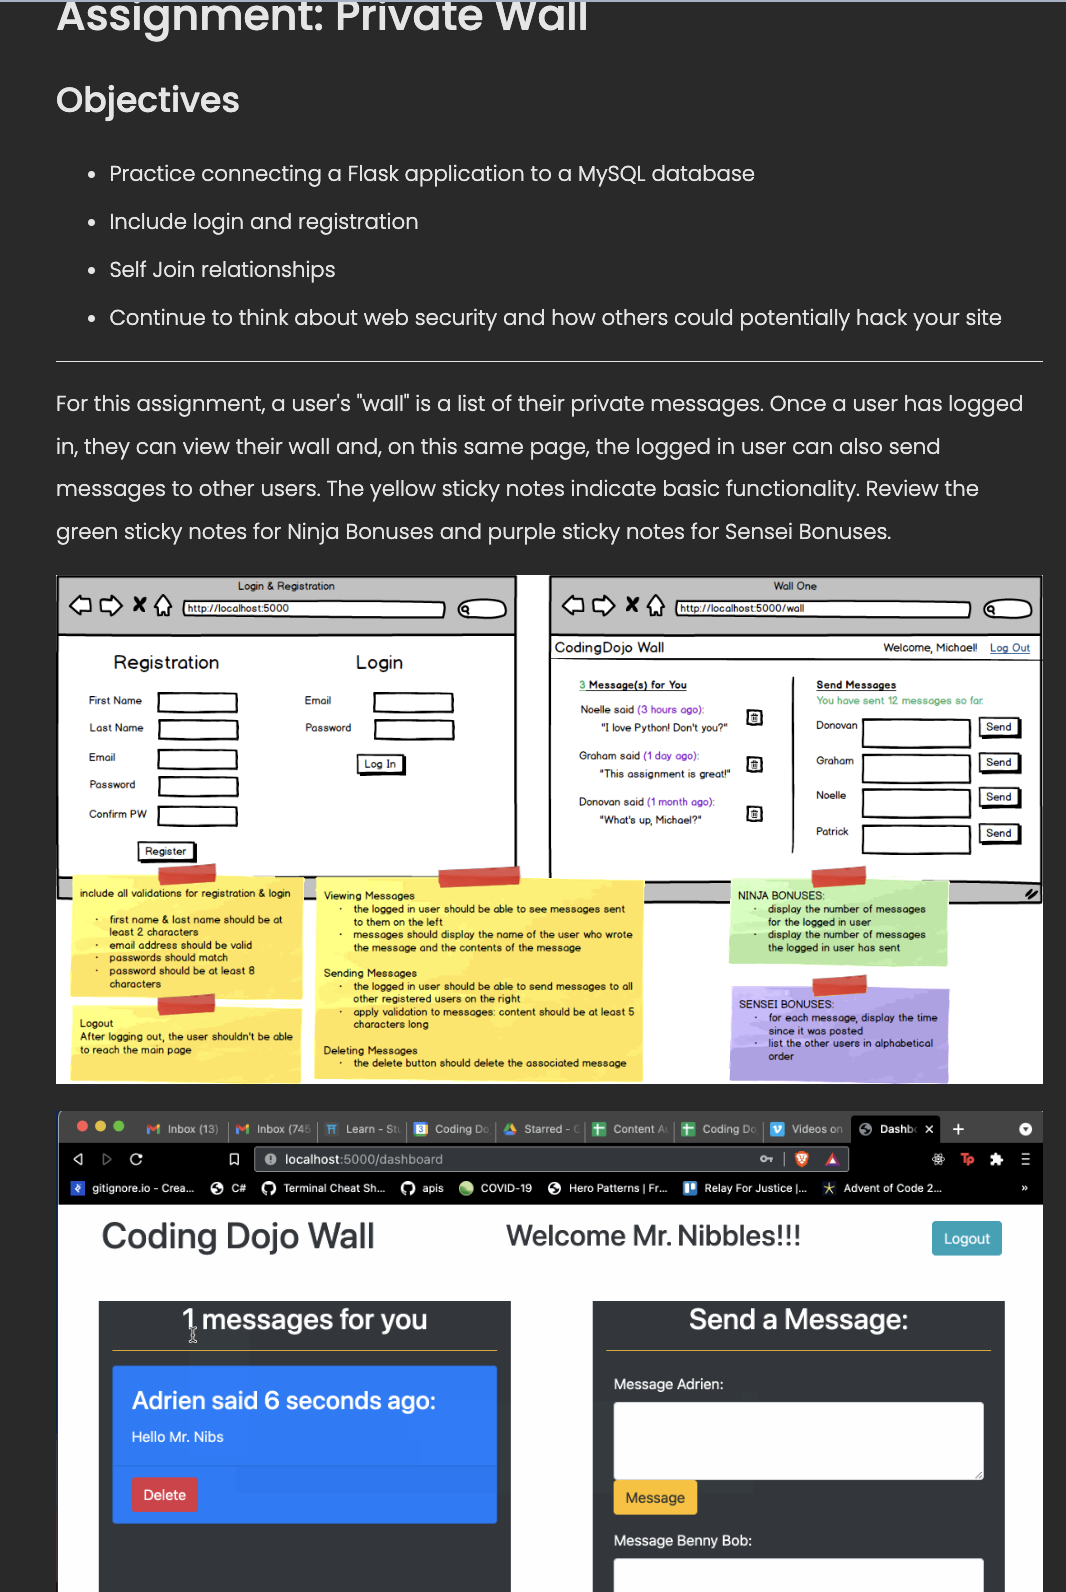 Assignment: Private Wall
Objectives
• Practice connecting a Flask application to a MySQL database
• Include login and registration
• Self Join relationships
• Continue to think about web security and how others could potentially hack your site
For this assignment, a user's "wall" is a list of their private messages. Once a user has logged
in, they can view their wall and, on this same page, the logged in user can also send
messages to other users. The yellow sticky notes indicate basic functionality. Review the
green sticky notes for Ninja Bonuses and purple sticky notes for Sensei Bonuses.
Login & Registration
http://localhost:5000
Registration
First Name
Last Name
Email
Password
Confirm PW
Register
Login
Email
Password
Log In
Wall One
http://localhost:5000/wall
CodingDojo Wall
Welcome, Michael!
Log Out
3 Message(s) for You
Noelle said (3 hours ago):
"I love Python! Don't you?"
Graham said (1 day ago):
"This assignment is great!"
Donovan said (1 month ago):
"What's up, Michael?"
Send Messages
You have sent 12 messages so far.
Donovan
Send
Graham
Send
Noelle
Send
Patrick
Send
include all validations for registration & login
• first name & last name should be at
least 2 characters
• email address should be valid
• passwords should match
• password should be at least 8
characters
Logout
After logging out, the user shouldn't be able
to reach the main page
Viewing Messages
• the logged in user should be able to see messages sent
to them on the left
• messages should display the name of the user who wrote
the message and the contents of the message
Sending Messages
• the logged in user should be able to send messages to all
other registered users on the right
• apply validation to messages: content should be at least 5
characters long
Deleting Messages
• the delete button should delete the associated message
NINJA BONUSES:
• display the number of messages
for the logged in user
• display the number of messages
the logged in user has sent
SENSEI BONUSES:
• for each message, display the time
since it was posted
• list the other users in alphabetical
order
Inbox (13)
Inbox (745
Learn - St
Coding Do
Starred - 
Content A
Coding Do
Videos on
Dashb
localhost:5000/dashboard
gitignore.io - Crea...
C#
Terminal Cheat Sh...
apis
COVID-19
Hero Patterns | Fr...
Relay For Justice |...
Advent of Code 2...
»
Coding Dojo Wall
Welcome Mr. Nibbles!!!
Logout
1 messages for you
Adrien said 6 seconds ago:
Hello Mr. Nibs
Delete
Send a Message:
Message Adrien:
Message
Message Benny Bob: